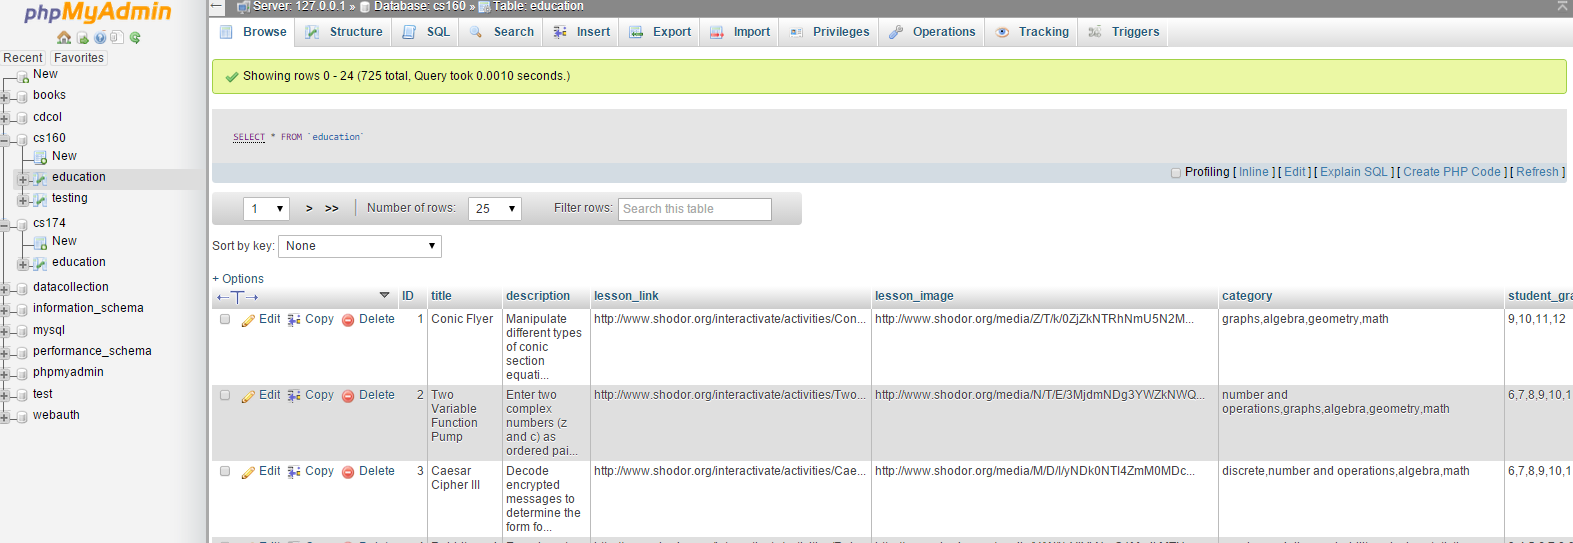 phpMyAdmin
Recent Favorites
New
books
cdcol
cs160
New
education
testing
cs174
New
education
datacollection
information_schema
mysql
performance_schema
phpmyadmin
test
webauth
Server: 127.0.0.1 » Database: cs160 » Table: education
Browse Structure SQL Search Insert Export Import Privileges Operations Tracking Triggers
Showing rows 0 - 24 (725 total, Query took 0.0010 seconds.)
SELECT * FROM `education`
Profiling [ Inline ] [ Edit ] [ Explain SQL ] [ Create PHP Code ] [ Refresh ]
1 > >> Number of rows: 25 Filter rows: Search this table
Sort by key: None
+ Options
←T→ ID title description lesson_link lesson_image category student_gra
Edit Copy Delete 1 Conic Flyer Manipulate http://www.shodor.org/interactivate/activities/Con... http://www.shodor.org/media/Z/T/k/0ZjZkNTRhNmU5N2M... graphs,algebra,geometry,math 9,10,11,12
different types
of conic
section
equati...
Edit Copy Delete 2 Two Enter two http://www.shodor.org/interactivate/activities/Two... http://www.shodor.org/media/N/T/E/3MjdmNDg3YWZkNWQ... number and 6,7,8,9,10,1
Variable complex operations,graphs,algebra,geometry,math
Function numbers (z
Pump and c) as
ordered pai...
Edit Copy Delete 3 Caesar Decode http://www.shodor.org/interactivate/activities/Cae... http://www.shodor.org/media/M/D/I/yNDk0NTI4ZmM0MDc... discrete,number and operations,algebra,math 6,7,8,9,10,1
Cipher III encrypted
messages to
determine the
form fo...